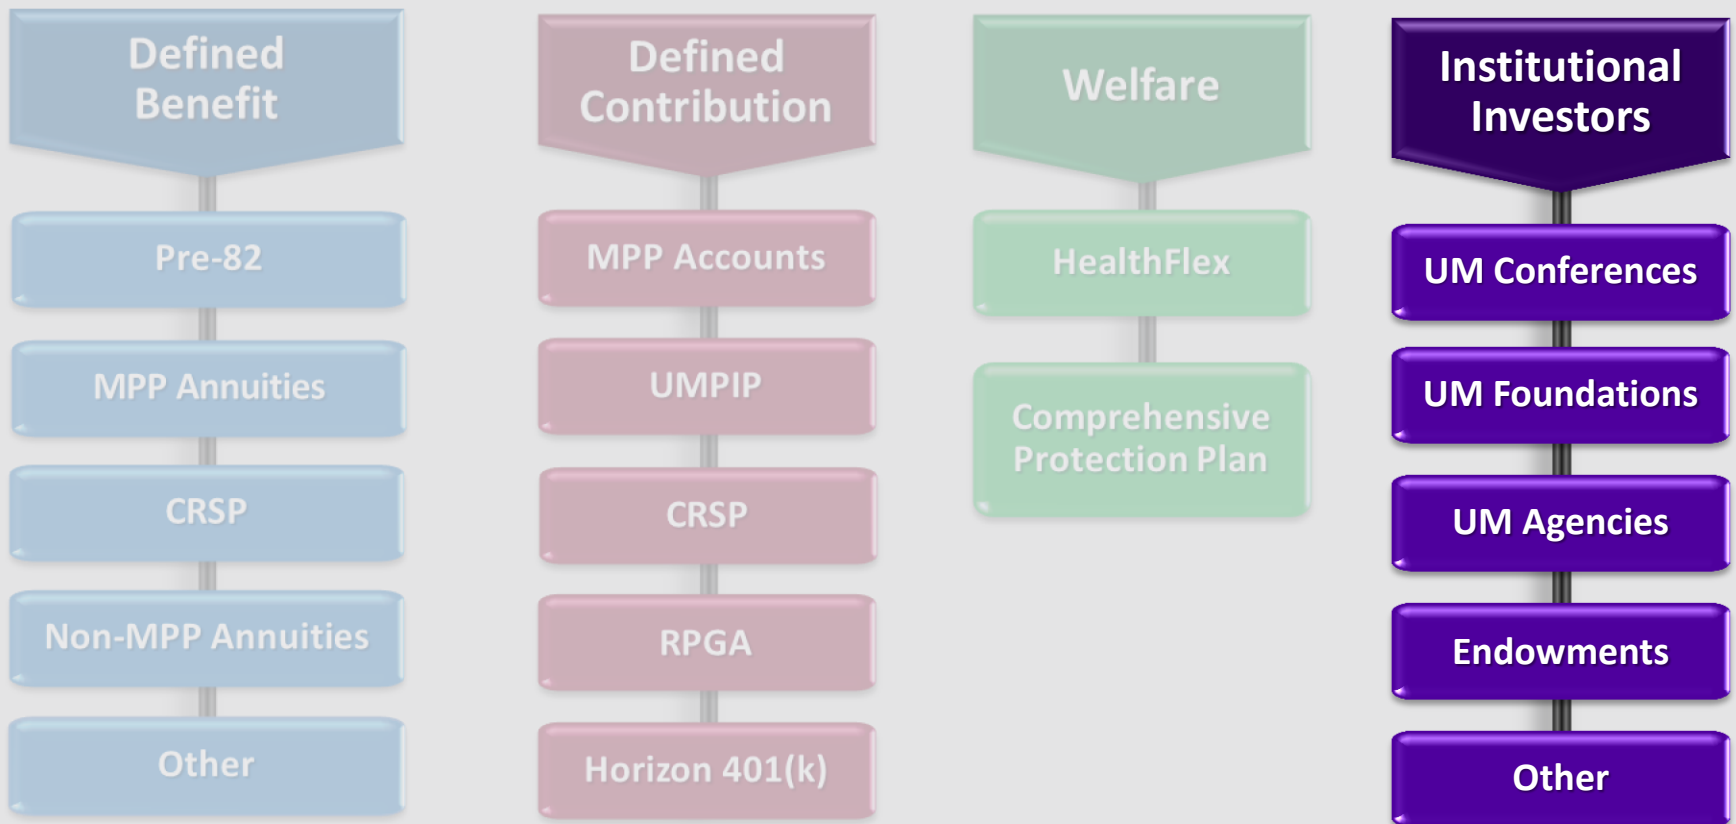 Defined
Benefit
Pre-82
MPP Annuities
CRSP
Non-MPP Annuities
Other
Defined
Contribution
MPP Accounts
UMPIP
CRSP
RPGA
Horizon 401(k)
Welfare
HealthFlex
Comprehensive
Protection Plan
Institutional
Investors
UM Conferences
UM Foundations
UM Agencies
Endowments
Other